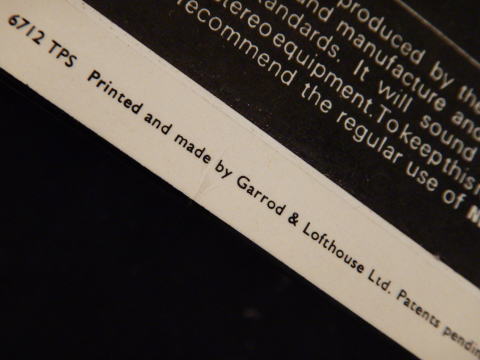 produced by the
and manufacture and
standards. It will sound
stereo equipment. To keep this
recommend the regular use of
6712 TPS Printed and made by Garrod & Lofthouse Ltd. Patents pending